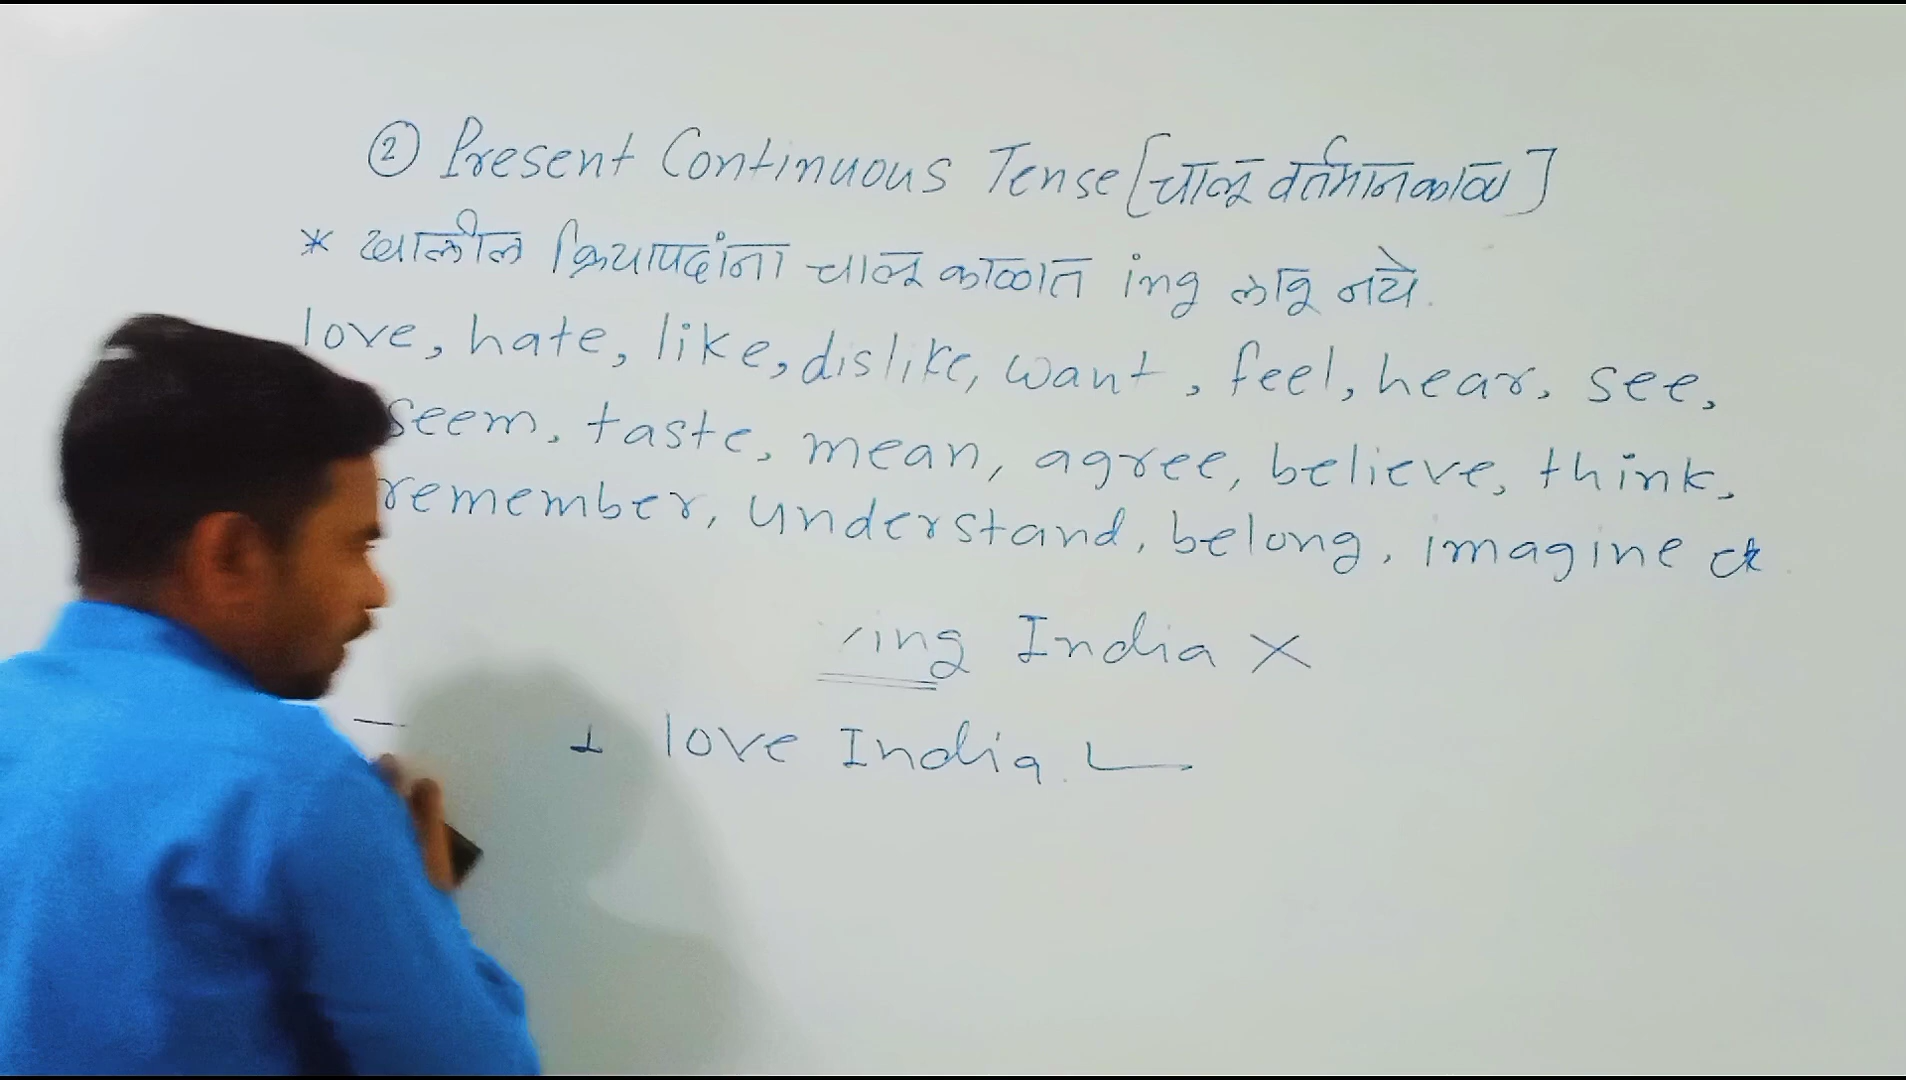 ② Present Continuous Tense [चालू वर्तमानकाळ]
* खालील क्रियापदांना चालू काळात ing लावू नये.
love, hate, like, dislike, want, feel, hear, see,
seem, taste, mean, agree, believe, think,
remember, understand, belong, imagine
ing India X
I love India.